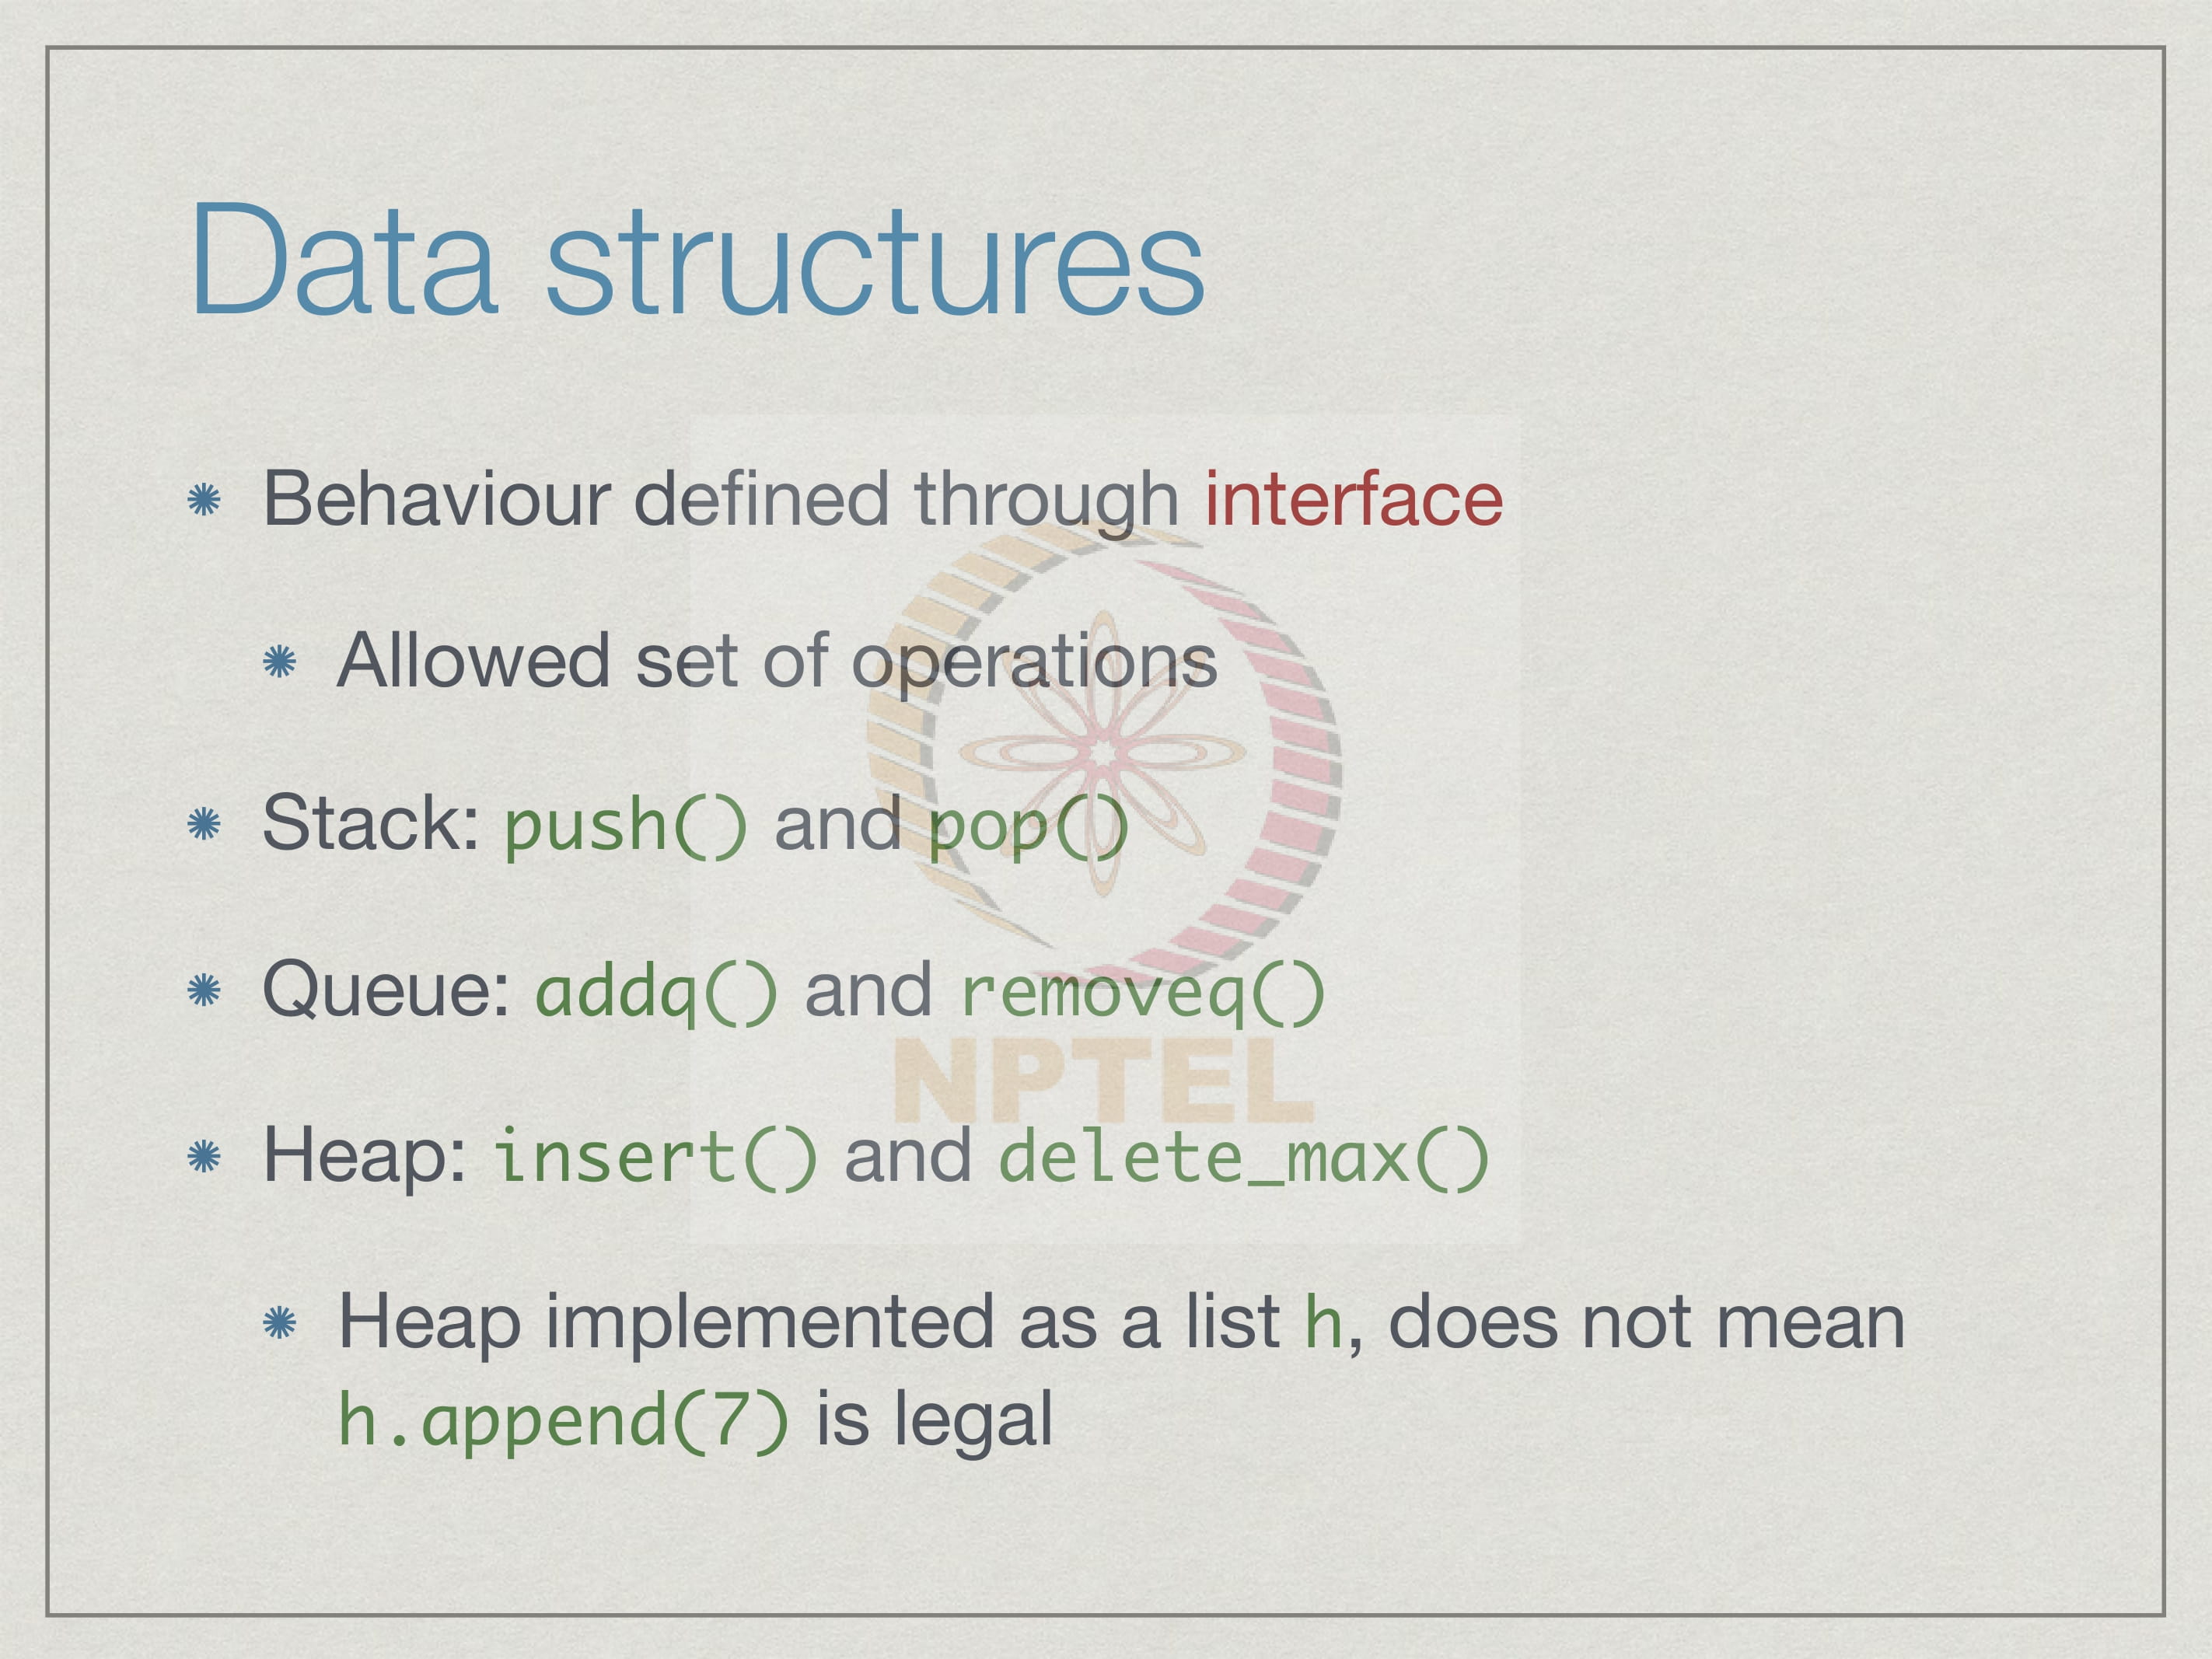 Data structures
Behaviour defined through interface
Allowed set of operations
Stack: push() and pop()
Queue: addq() and removeq()
NPTEL
Heap: insert() and delete_max()
Heap implemented as a list h, does not mean
h.append(7) is legal